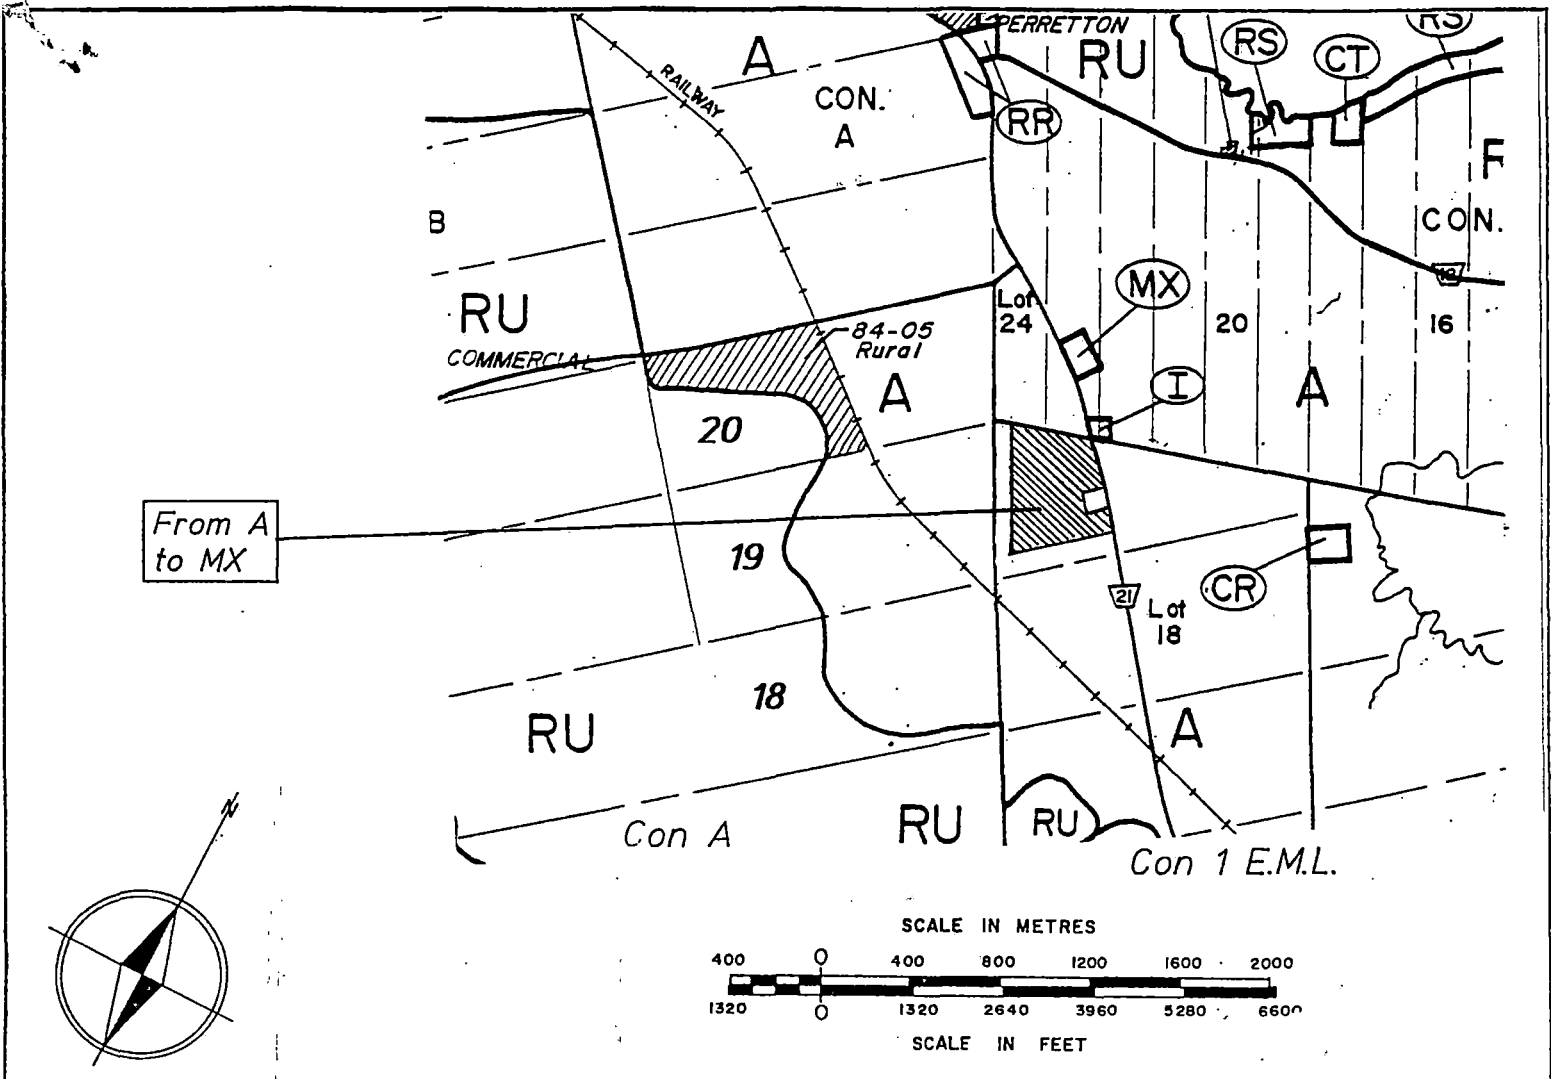 PERRETTON
RS
A
RU
RS
CT
RAILWAY
CON.
A
RR
B
CON.
RU
MX
Lot
24
20
16
84-05
Rural
COMMERCIAL
A
I
A
20
From A
to MX
19
CR
21
Lot
18
18
RU
A
RU
RU
Con A
Con 1 E.M.L.
N
SCALE IN METRES
400 0 400 800 1200 1600 2000
1320 0 1320 2640 3960 5280 6600
SCALE IN FEET